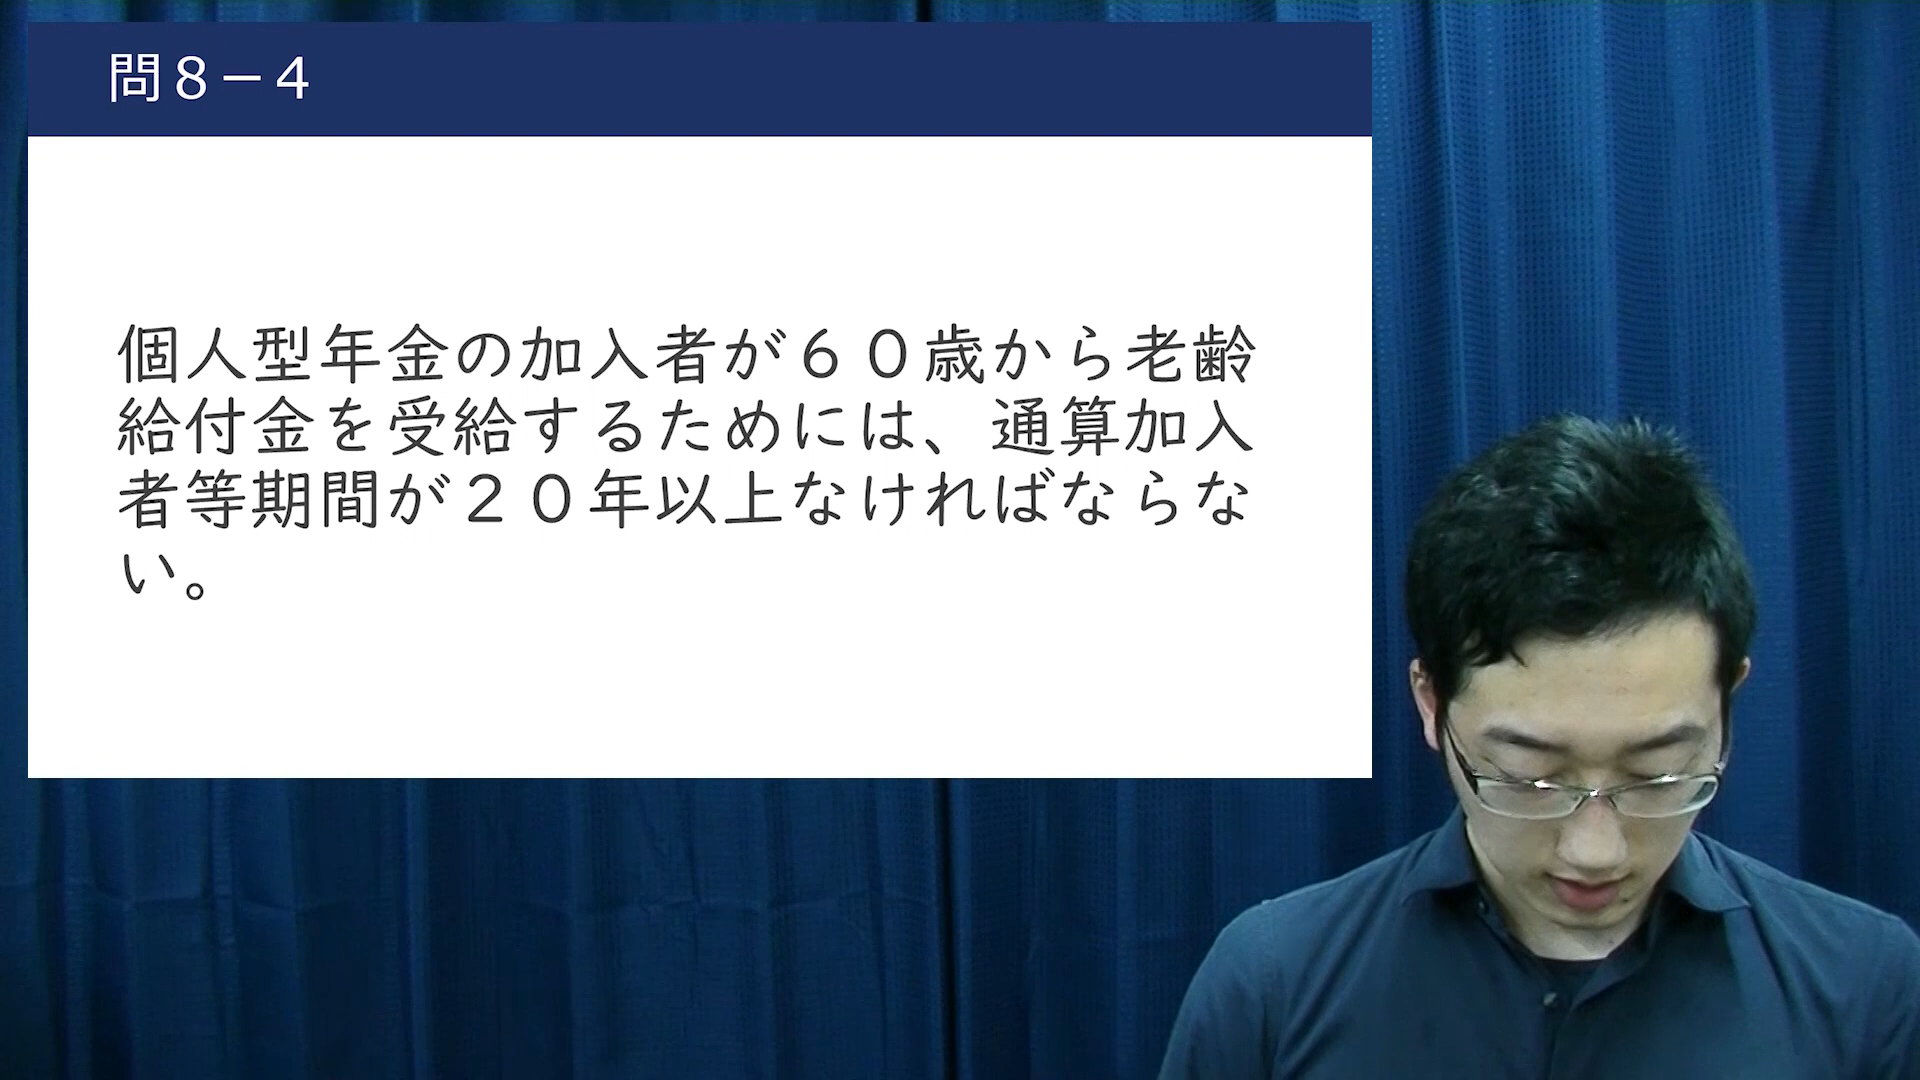 問８－４
個人型年金の加入者が６０歳から老齢
給付金を受給するためには、通算加入
者等期間が２０年以上なければならな
い。